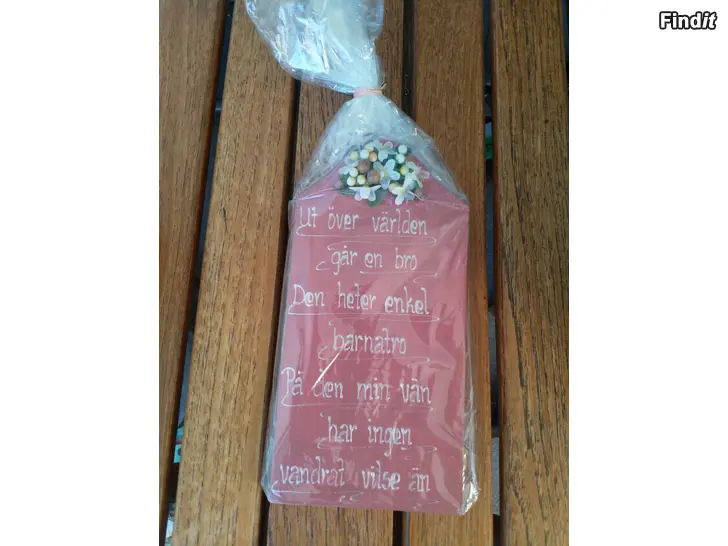 Findit
Ut över världen
går en bro
Den heter enkel
barnatro
På den min vän
har ingen
vandrat vilse än